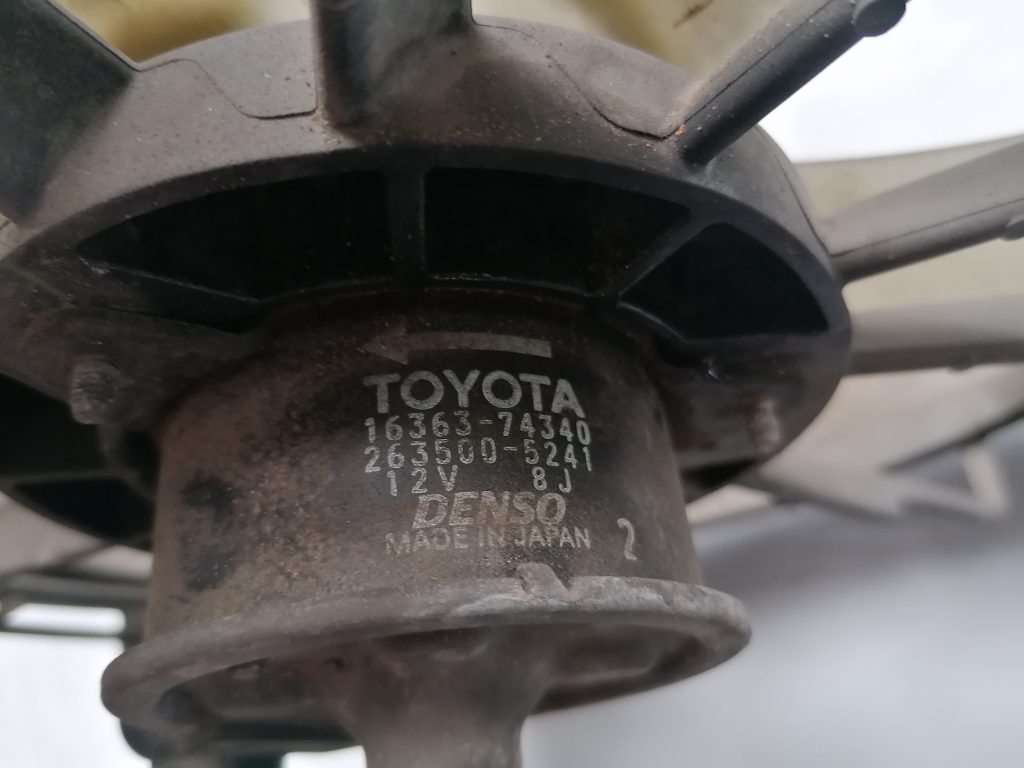 TOYOTA
16363-74340
263500-5241
12V 8J
DENSO
MADE IN JAPAN 2